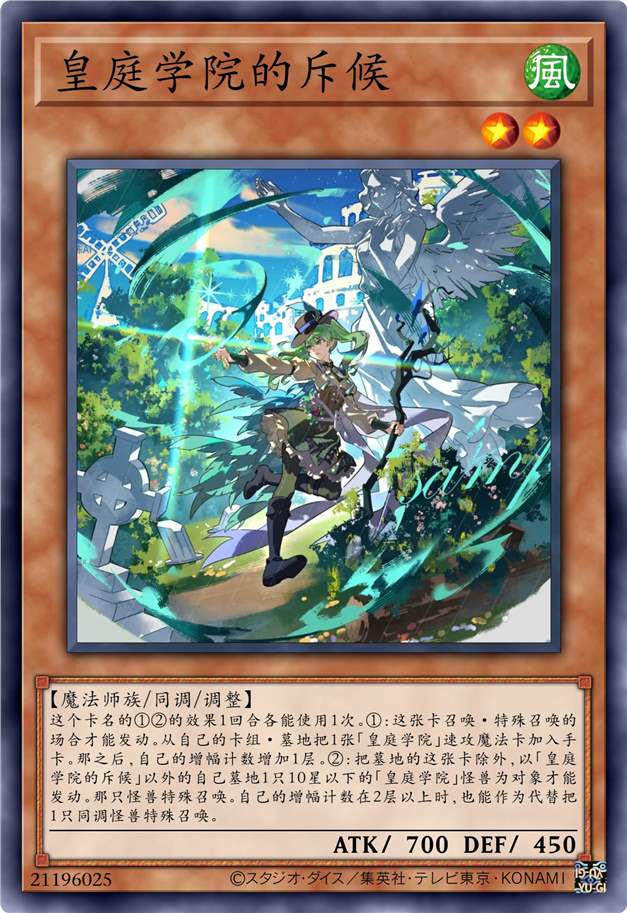 皇庭学院的斥候
風
Saimy
【魔法师族/同调/调整】
这个卡名的①②的效果1回合各能使用1次。①:这张卡召唤・特殊召唤的
场合才能发动。从自己的卡组・墓地把1张「皇庭学院」速攻魔法卡加入手
卡。那之后,自己的增幅计数增加1层。②:把墓地的这张卡除外,以「皇庭
学院的斥候」以外的自己墓地1只10星以下的「皇庭学院」怪兽为对象才能
发动。那只怪兽特殊召唤。自己的增幅计数在2层以上时,也能作为代替把
1只同调怪兽特殊召唤。
ATK/ 700 DEF/ 450
21196025
©スタジオ・ダイス/集英社・テレビ東京・KONAMI